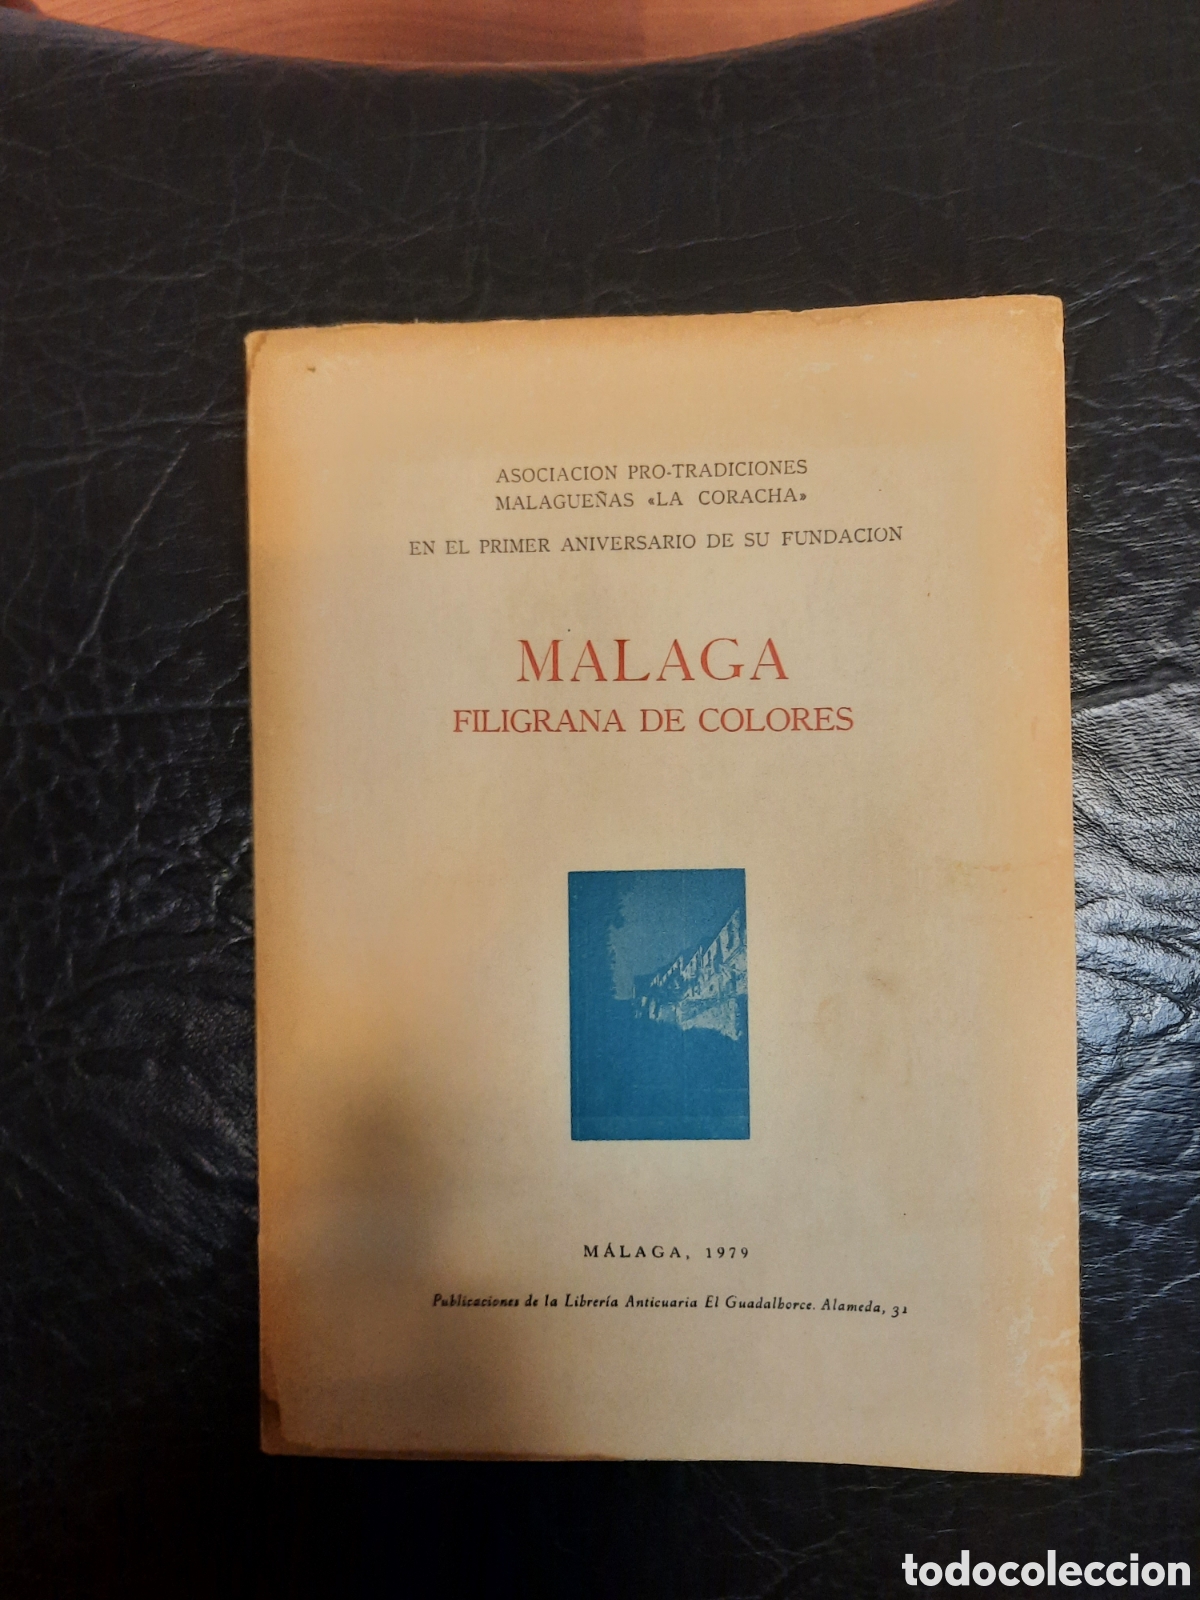 ASOCIACION PRO-TRADICIONES
MALAGUEÑAS «LA CORACHA»
EN EL PRIMER ANIVERSARIO DE SU FUNDACION
MALAGA
FILIGRANA DE COLORES
MÁLAGA, 1979
Publicaciones de la Librería Anticuaria El Guadalhorce. Alameda, 31
todocoleccion